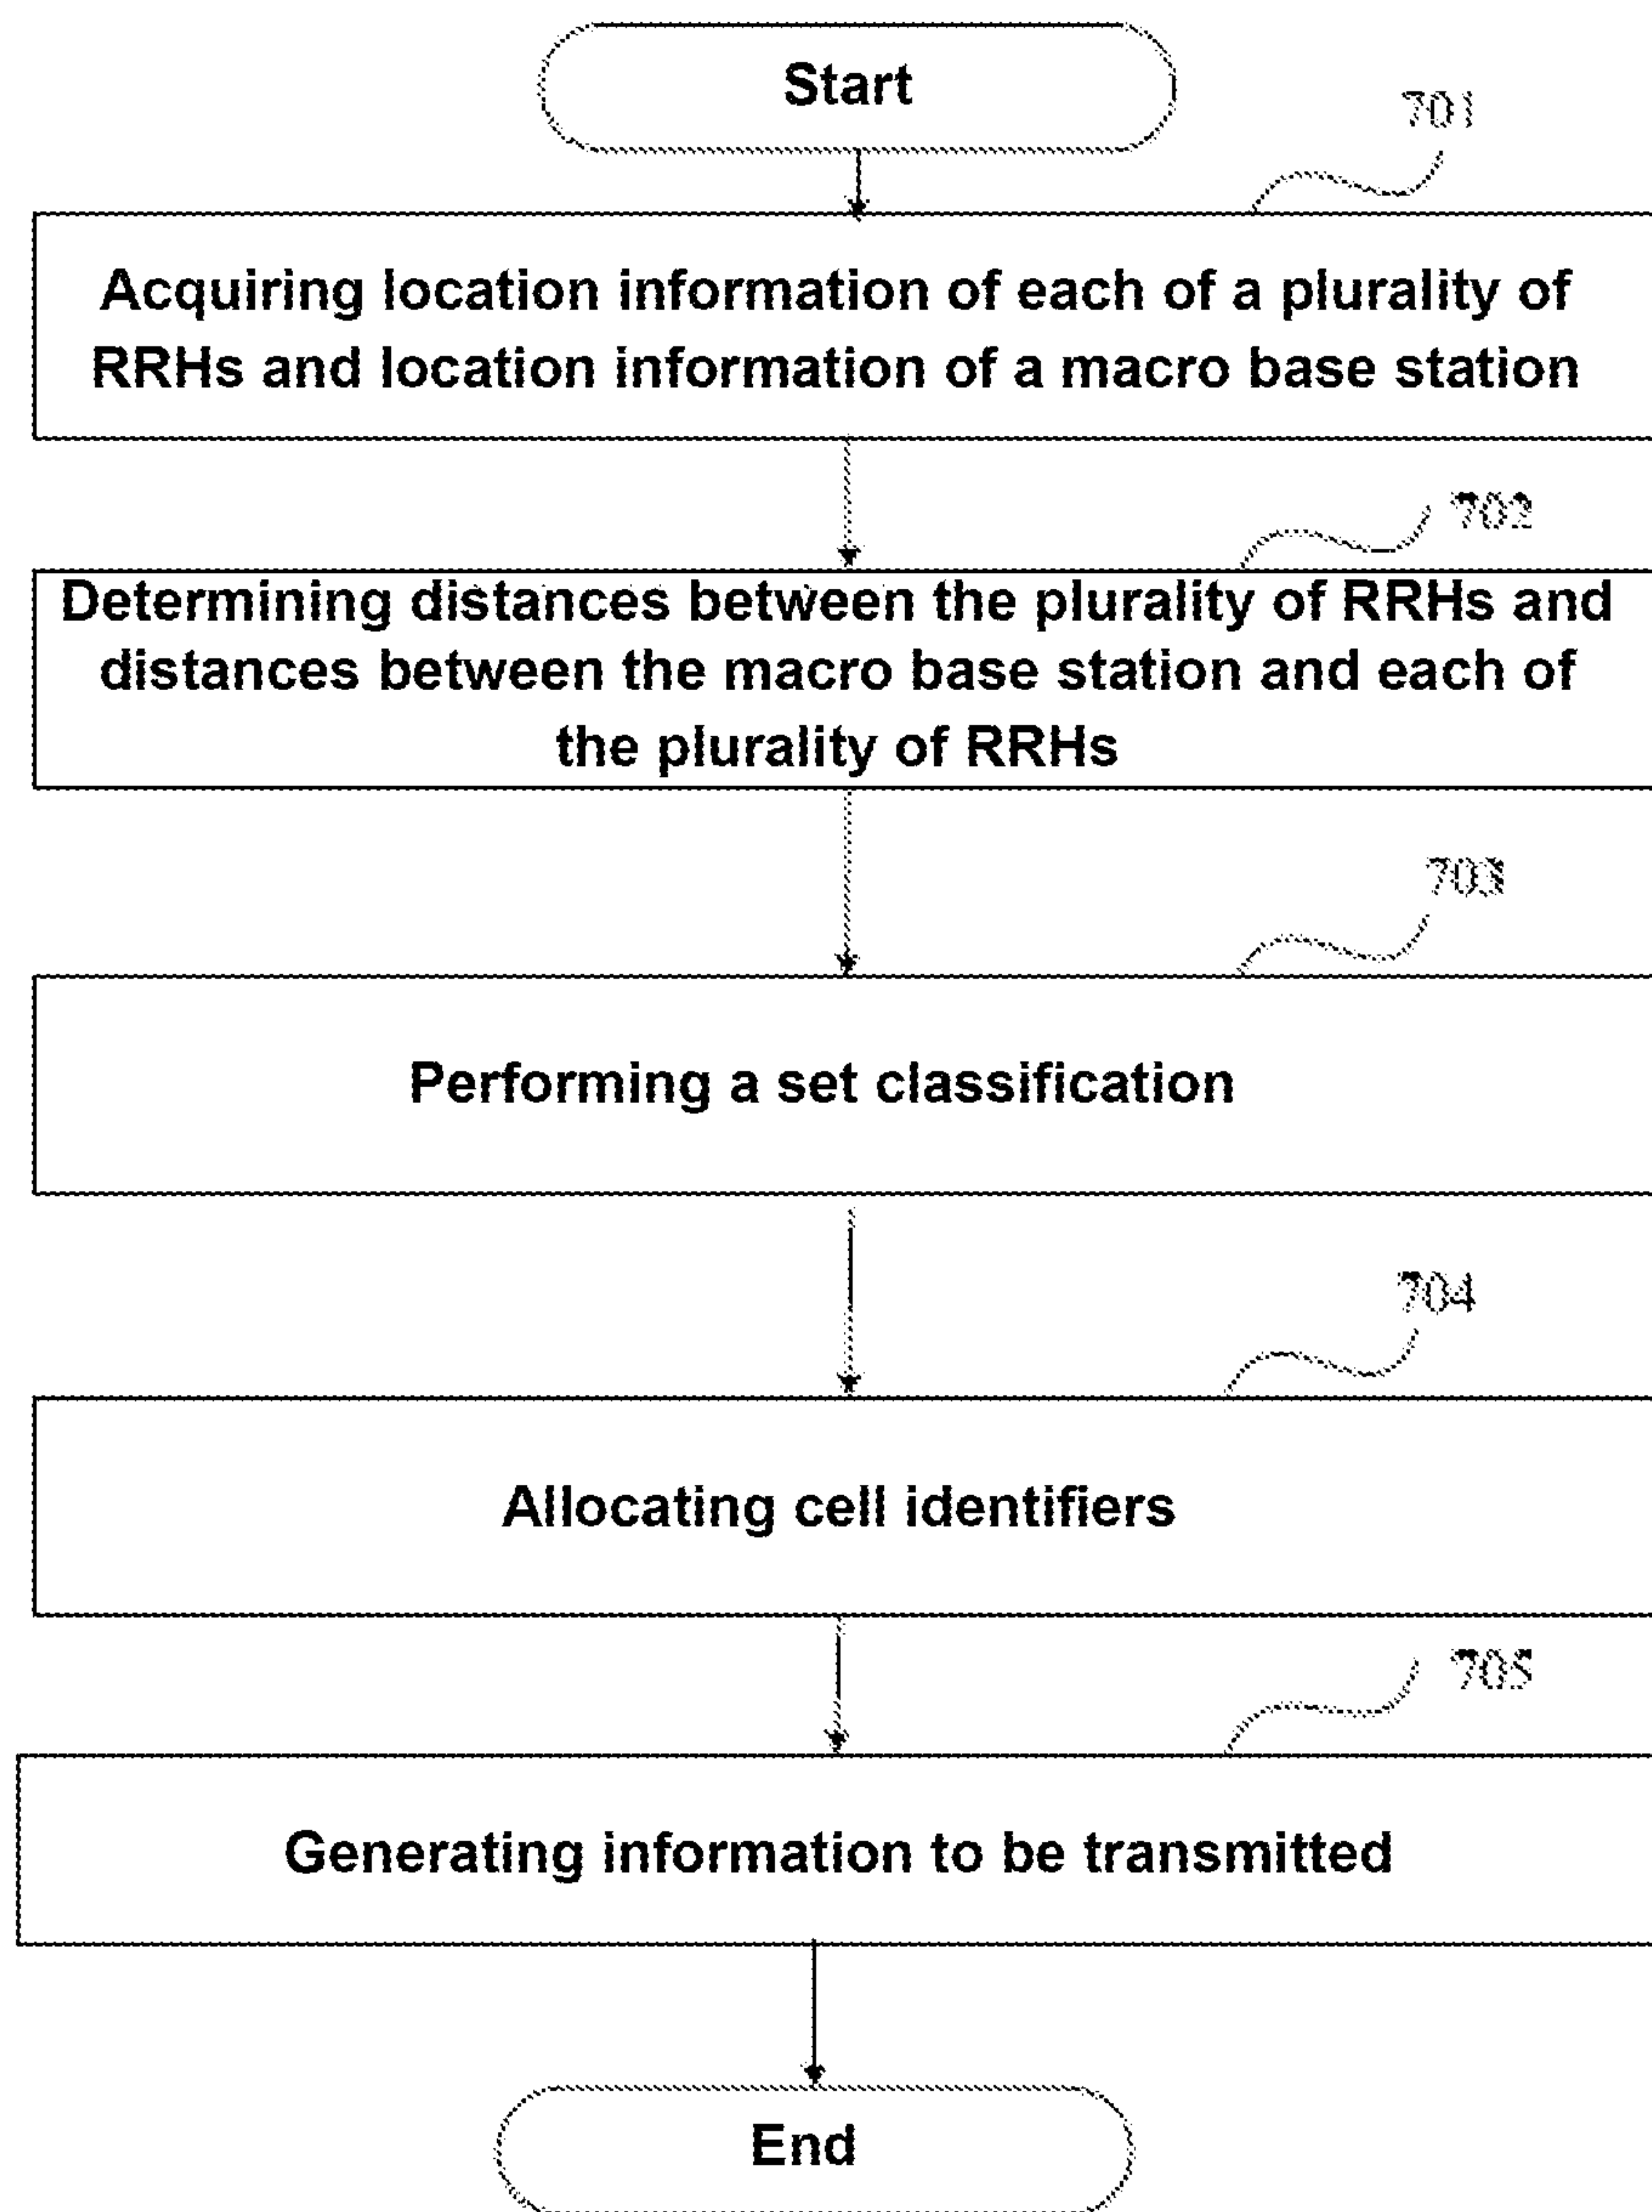 Start
701
Acquiring location information of each of a plurality of
RRHs and location information of a macro base station
702
Determining distances between the plurality of RRHs and
distances between the macro base station and each of
the plurality of RRHs
703
Performing a set classification
704
Allocating cell identifiers
705
Generating information to be transmitted
End